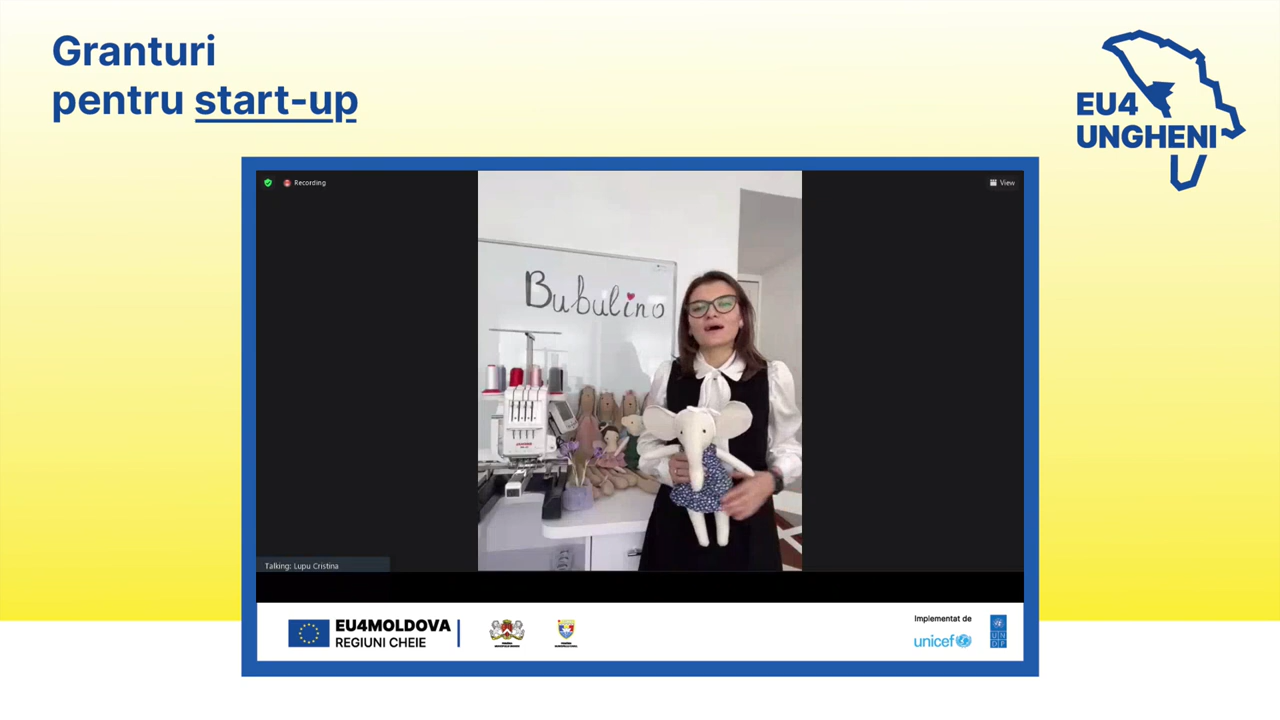 Granturi
pentru start-up
EU4
UNGHENI
Recording
View
Bubulino
Talking: Lupu Cristina
EU4MOLDOVA
REGIUNI CHEIE
Implementat de
unicef
U N
D P